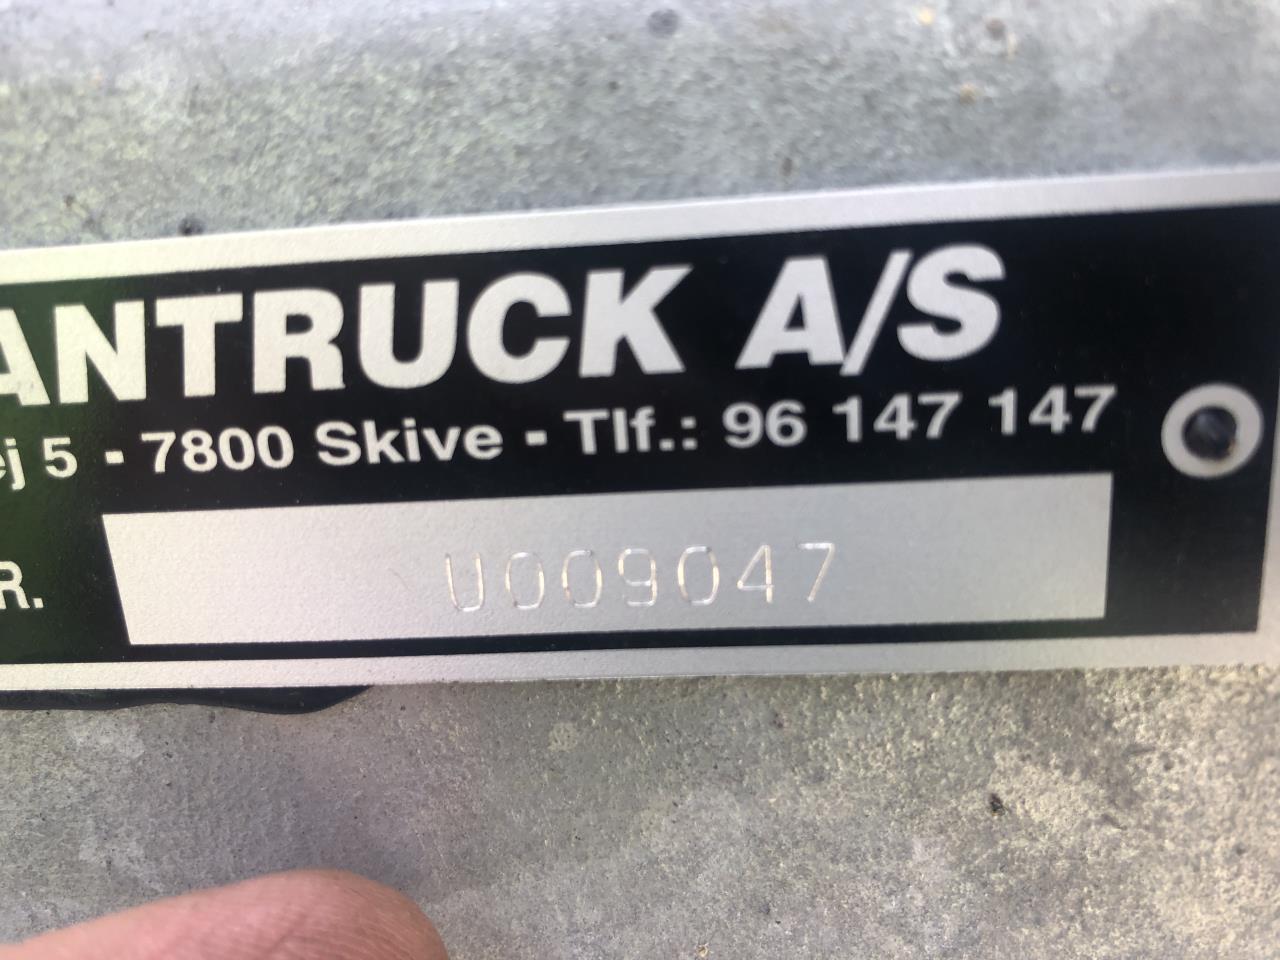 ANTRUCK A/S
ej 5 - 7800 Skive - Tlf.: 96 147 147
R. U009047